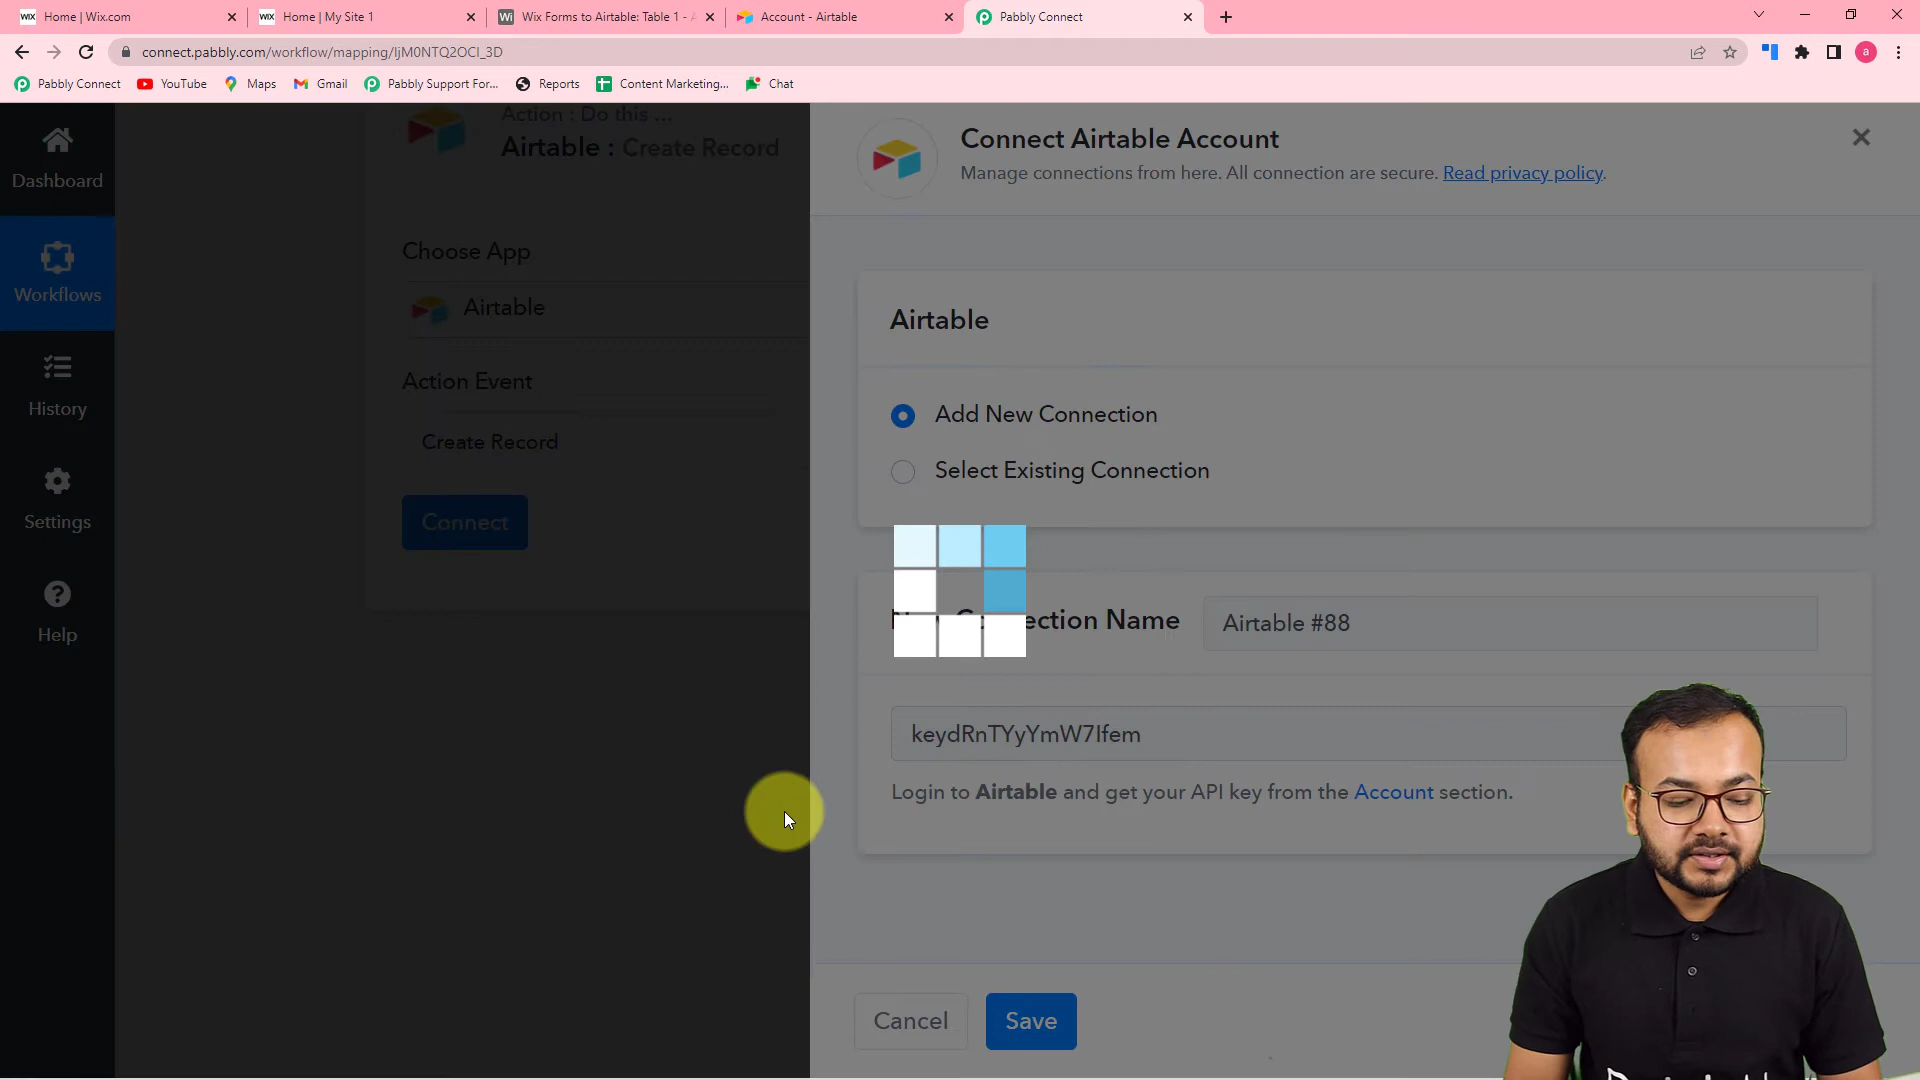 Home | Wix.com
Home | My Site 1
Wix Forms to Airtable: Table 1 - A
Account - Airtable
Pabbly Connect
connect.pabbly.com/workflow/mapping/IjM0NTQ2OCI_3D
a
Pabbly Connect
YouTube
Maps
Gmail
Pabbly Support For...
Reports
Content Marketing...
Chat
Dashboard
Workflows
History
Settings
Help
Action : Do this ...
Airtable : Create Record
Choose App
Airtable
Action Event
Create Record
Connect
Connect Airtable Account
Manage connections from here. All connection are secure. Read privacy policy.
Airtable
Add New Connection
Select Existing Connection
Connection Name
Airtable #88
keydRnTYyYmW7Ifem
Login to Airtable and get your API key from the Account section.
Cancel
Save